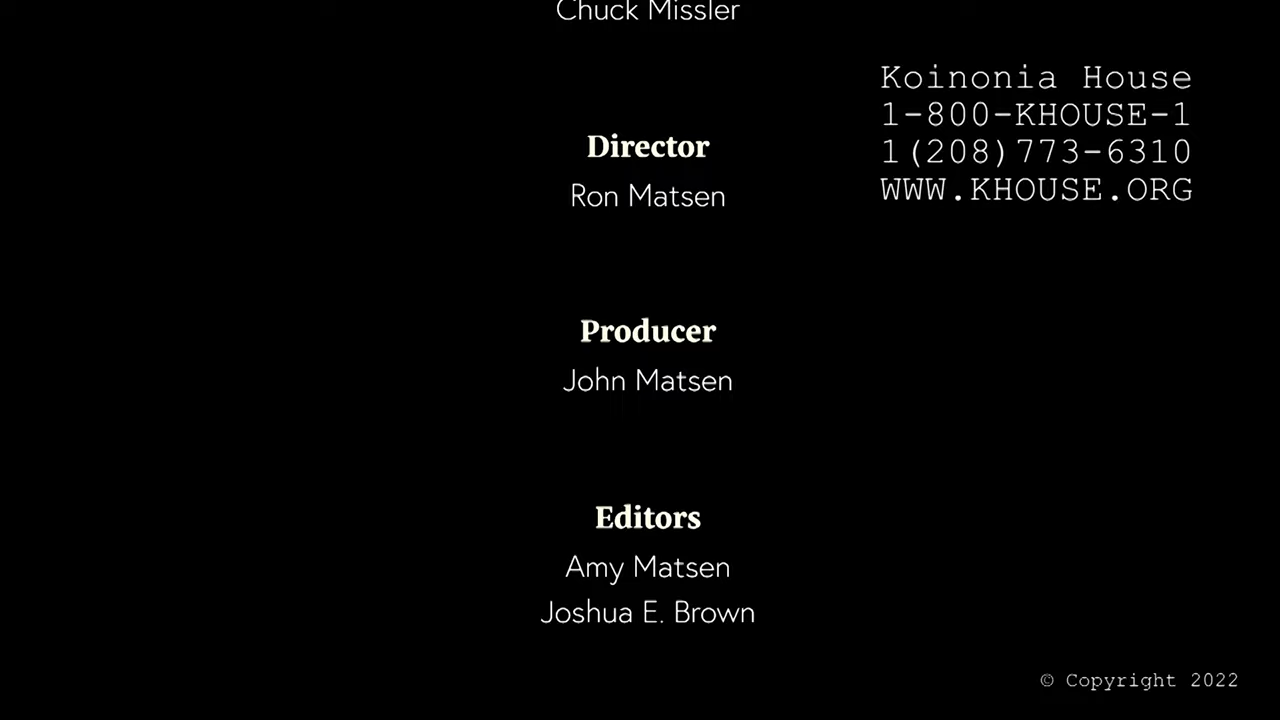 Chuck Missler
Director
Ron Matsen
Producer
John Matsen
Editors
Amy Matsen
Joshua E. Brown
Koinonia House
1-800-KHOUSE-1
1(208)773-6310
WWW.KHOUSE.ORG
© Copyright 2022